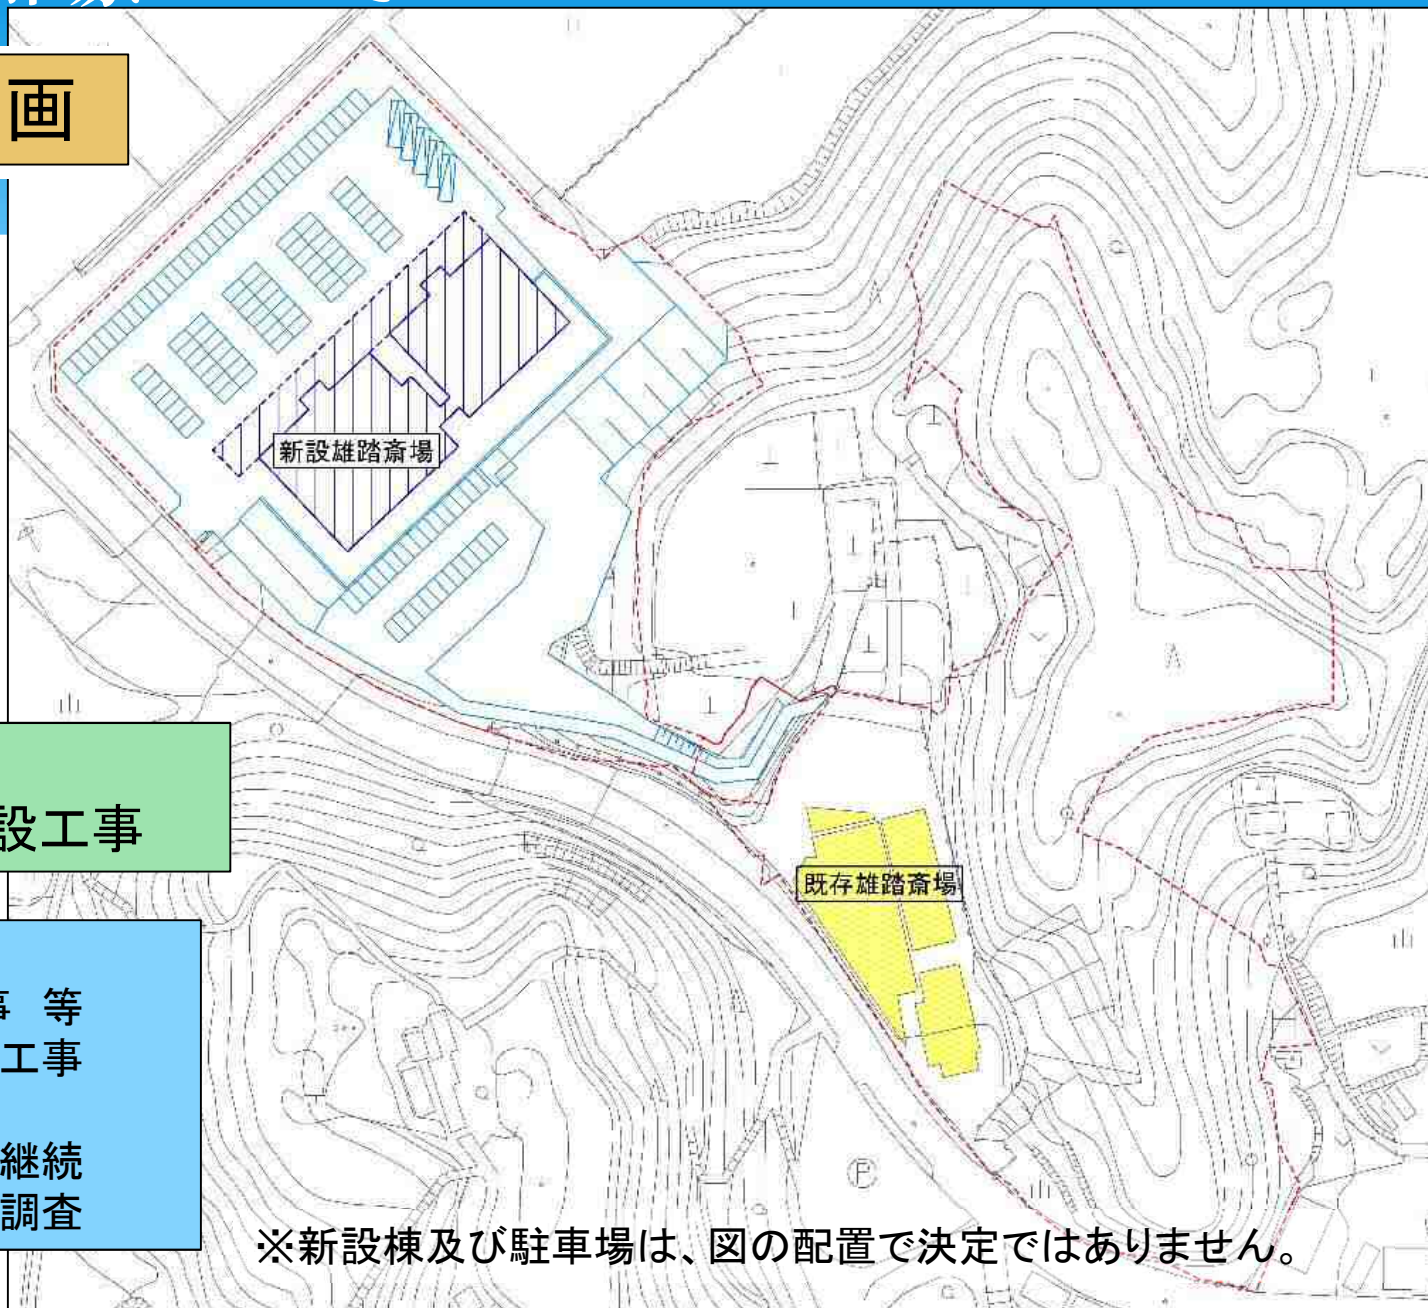 画
新設雄踏斎場
設工事
既存雄踏斎場
事 等
工事
継続
調査
※新設棟及び駐車場は、図の配置で決定ではありません。